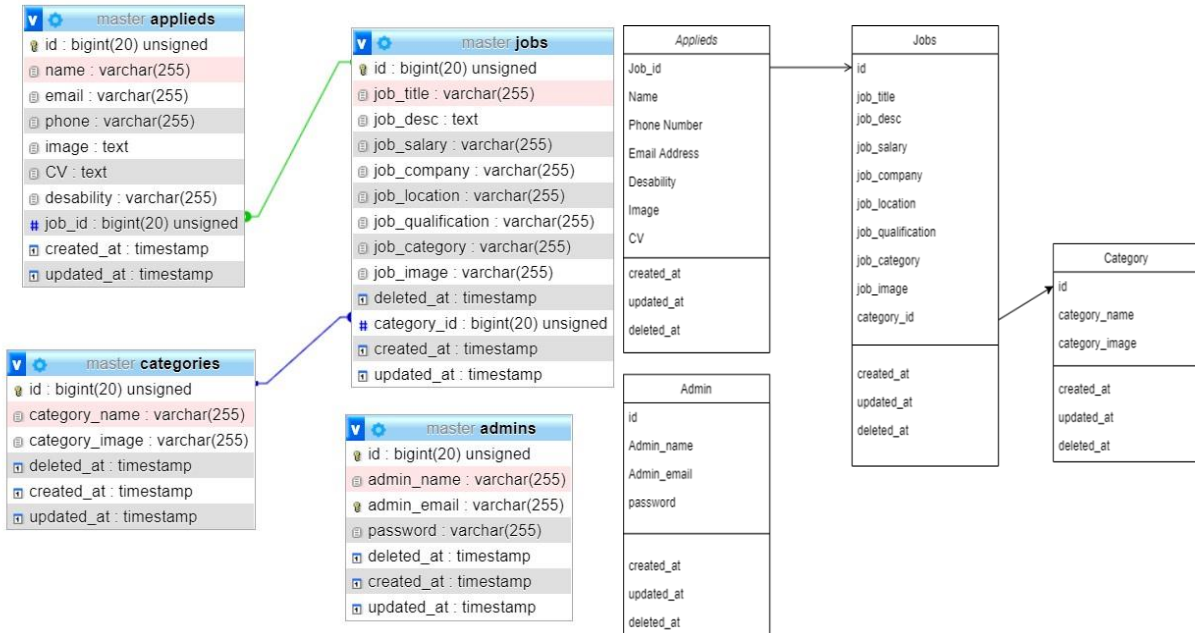 v master applieds
id : bigint(20) unsigned
name : varchar(255)
email : varchar(255)
phone : varchar(255)
image : text
CV : text
desability : varchar(255)
# job_id : bigint(20) unsigned
created_at : timestamp
updated_at : timestamp
v master categories
id : bigint(20) unsigned
category_name : varchar(255)
category_image : varchar(255)
deleted_at : timestamp
created_at : timestamp
updated_at : timestamp
v master jobs
id : bigint(20) unsigned
job_title : varchar(255)
job_desc : text
job_salary : varchar(255)
job_company : varchar(255)
job_location : varchar(255)
job_qualification : varchar(255)
job_category : varchar(255)
job_image : varchar(255)
deleted_at : timestamp
# category_id : bigint(20) unsigned
created_at : timestamp
updated_at : timestamp
v master admins
id : bigint(20) unsigned
admin_name : varchar(255)
admin_email : varchar(255)
password : varchar(255)
deleted_at : timestamp
created_at : timestamp
updated_at : timestamp
Applieds
Job_id
Name
Phone Number
Email Address
Desability
Image
CV
created_at
updated_at
deleted_at
Admin
id
Admin_name
Admin_email
password
created_at
updated_at
deleted_at
Jobs
id
job_title
job_desc
job_salary
job_company
job_location
job_qualification
job_category
job_image
category_id
created_at
updated_at
deleted_at
Category
id
category_name
category_image
created_at
updated_at
deleted_at